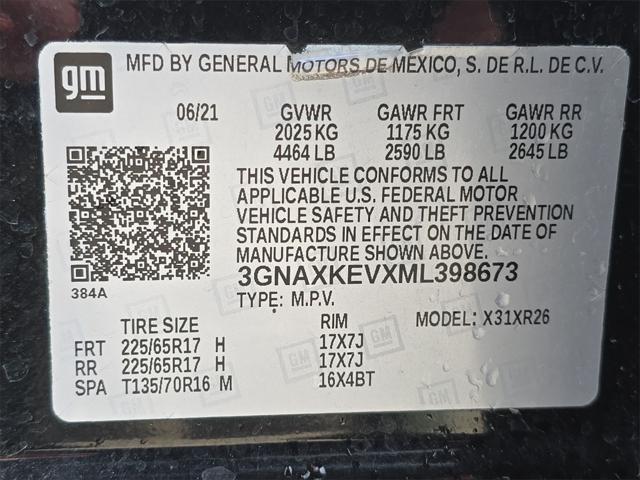 gm
MFD BY GENERAL MOTORS DE MEXICO, S. DE R.L. DE C.V.
06/21 GVWR GAWR FRT GAWR RR
2025 KG 1175 KG 1200 KG
4464 LB 2590 LB 2645 LB
THIS VEHICLE CONFORMS TO ALL
APPLICABLE U.S. FEDERAL MOTOR
VEHICLE SAFETY AND THEFT PREVENTION
STANDARDS IN EFFECT ON THE DATE OF
MANUFACTURE SHOWN ABOVE.
3GNAXKEVXML398673
384A
TYPE: M.P.V.
TIRE SIZE RIM MODEL: X31XR26
FRT 225/65R17 H 17X7J
RR 225/65R17 H 17X7J
SPA T135/70R16 M 16X4BT